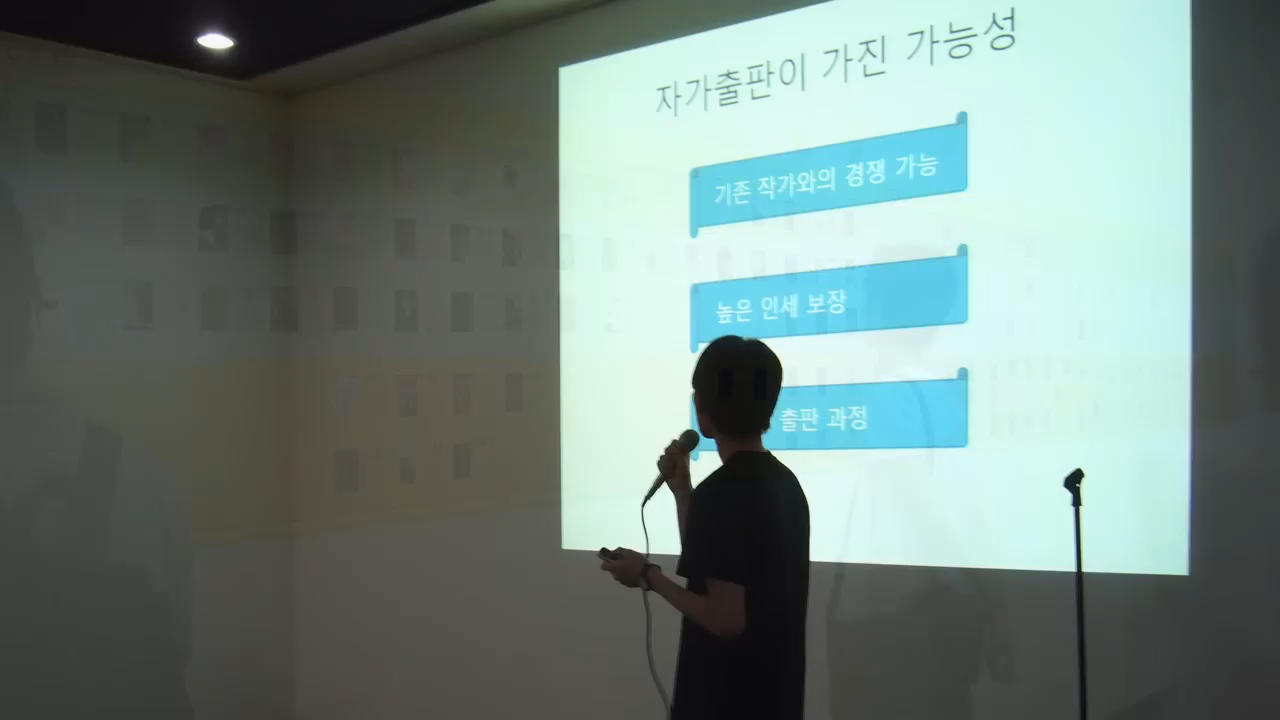 자가출판이 가진 가능성
기존 작가와의 경쟁 가능
높은 인세 보장
출판 과정